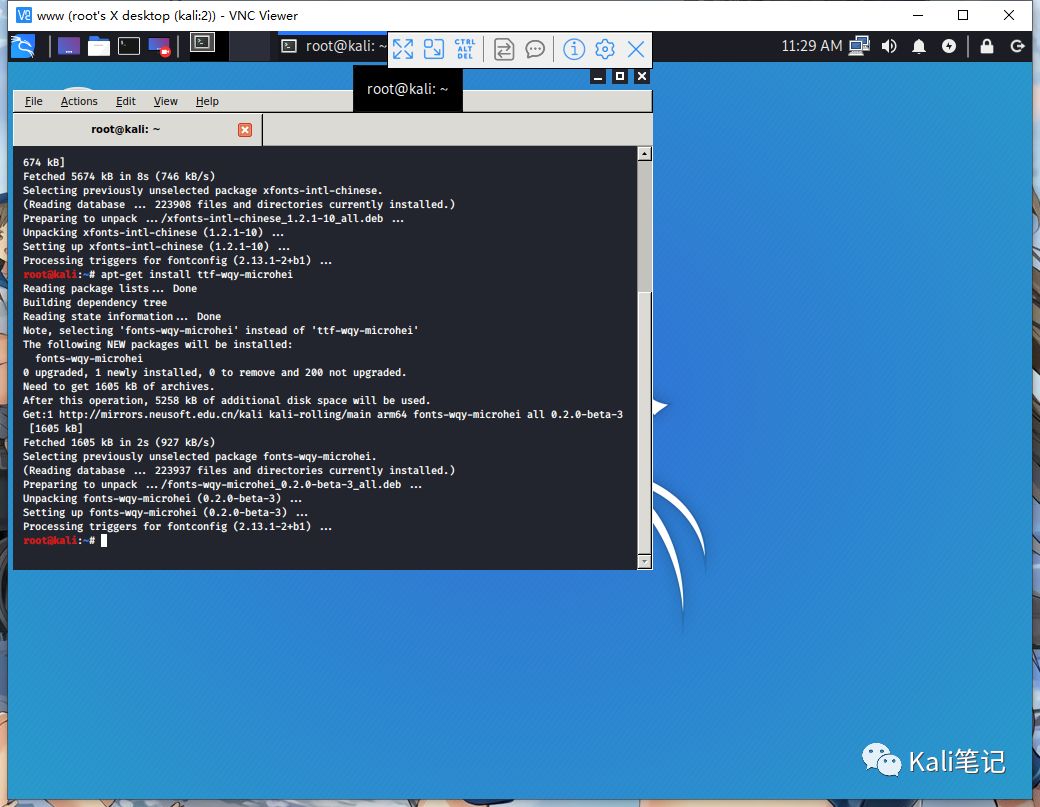 www (root's X desktop (kali:2)) - VNC Viewer
root@kali: ~
CTRL
ALT
DEL
11:29 AM
root@kali: ~
File Actions Edit View Help
root@kali: ~
674 kB]
Fetched 5674 kB in 8s (746 kB/s)
Selecting previously unselected package xfonts-intl-chinese.
(Reading database ... 223908 files and directories currently installed.)
Preparing to unpack .../xfonts-intl-chinese_1.2.1-10_all.deb ...
Unpacking xfonts-intl-chinese (1.2.1-10) ...
Setting up xfonts-intl-chinese (1.2.1-10) ...
Processing triggers for fontconfig (2.13.1-2+b1) ...
root@kali:~# apt-get install ttf-wqy-microhei
Reading package lists... Done
Building dependency tree
Reading state information... Done
Note, selecting 'fonts-wqy-microhei' instead of 'ttf-wqy-microhei'
The following NEW packages will be installed:
fonts-wqy-microhei
0 upgraded, 1 newly installed, 0 to remove and 200 not upgraded.
Need to get 1605 kB of archives.
After this operation, 5258 kB of additional disk space will be used.
Get:1 http://mirrors.neusoft.edu.cn/kali kali-rolling/main arm64 fonts-wqy-microhei all 0.2.0-beta-3
[1605 kB]
Fetched 1605 kB in 2s (927 kB/s)
Selecting previously unselected package fonts-wqy-microhei.
(Reading database ... 223937 files and directories currently installed.)
Preparing to unpack .../fonts-wqy-microhei_0.2.0-beta-3_all.deb ...
Unpacking fonts-wqy-microhei (0.2.0-beta-3) ...
Setting up fonts-wqy-microhei (0.2.0-beta-3) ...
Processing triggers for fontconfig (2.13.1-2+b1) ...
root@kali:~#
Kali笔记